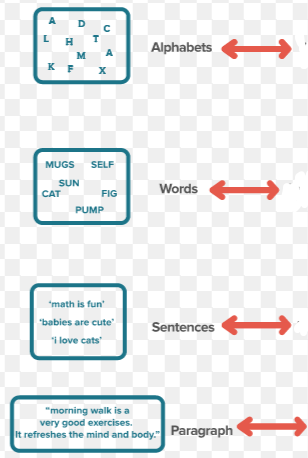 A D C
L H T
M A
K F X
Alphabets
MUGS SELF
SUN
CAT FIG
PUMP
Words
'math is fun'
'babies are cute'
'i love cats'
Sentences
"morning walk is a
very good exercises.
It refreshes the mind and body."
Paragraph